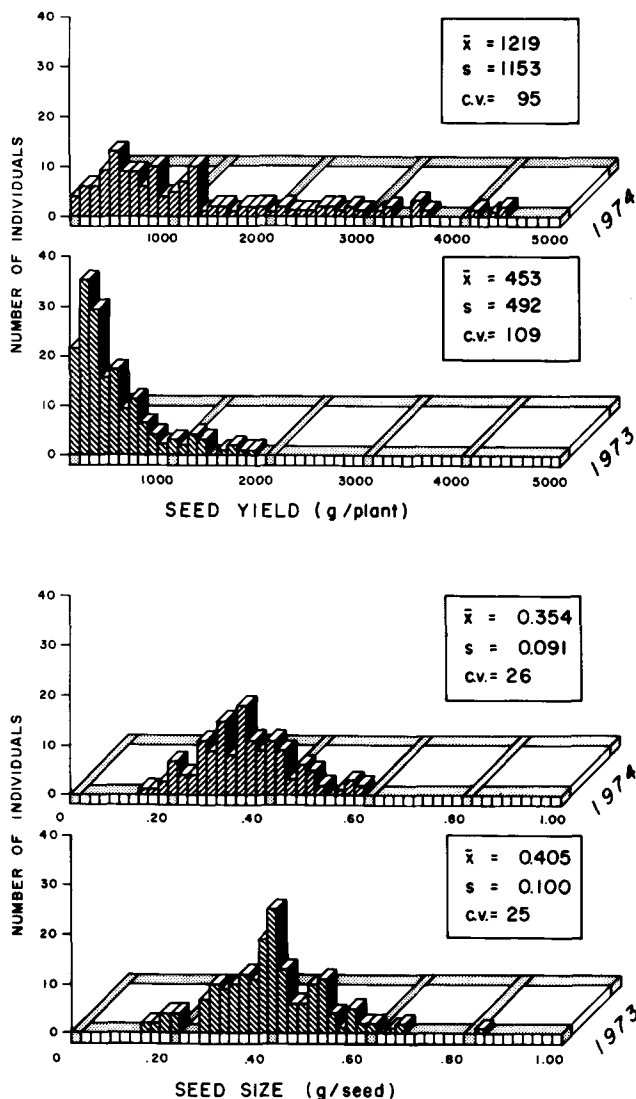 40
30
20
10
0
NUMBER OF INDIVIDUALS
x̄ = 1219
s = 1153
c.v. = 95
1000 2000 3000 4000 5000
1974
40
30
20
10
0
x̄ = 453
s = 492
c.v. = 109
1000 2000 3000 4000 5000
1973
SEED YIELD (g/plant)
40
30
20
10
0
NUMBER OF INDIVIDUALS
x̄ = 0.354
s = 0.091
c.v. = 26
0 .20 .40 .60 .80 1.00
1974
40
30
20
10
0
x̄ = 0.405
s = 0.100
c.v. = 25
0 .20 .40 .60 .80 1.00
1973
SEED SIZE (g/seed)